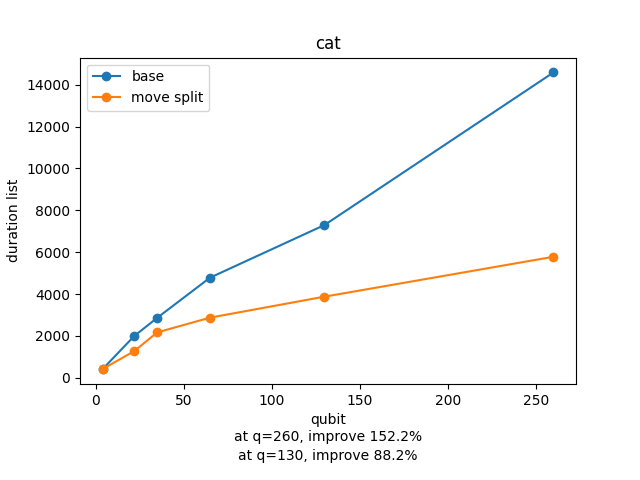 cat
base
move split
14000
12000
10000
8000
6000
4000
2000
0
duration list
0 50 100 150 200 250
qubit
at q=260, improve 152.2%
at q=130, improve 88.2%